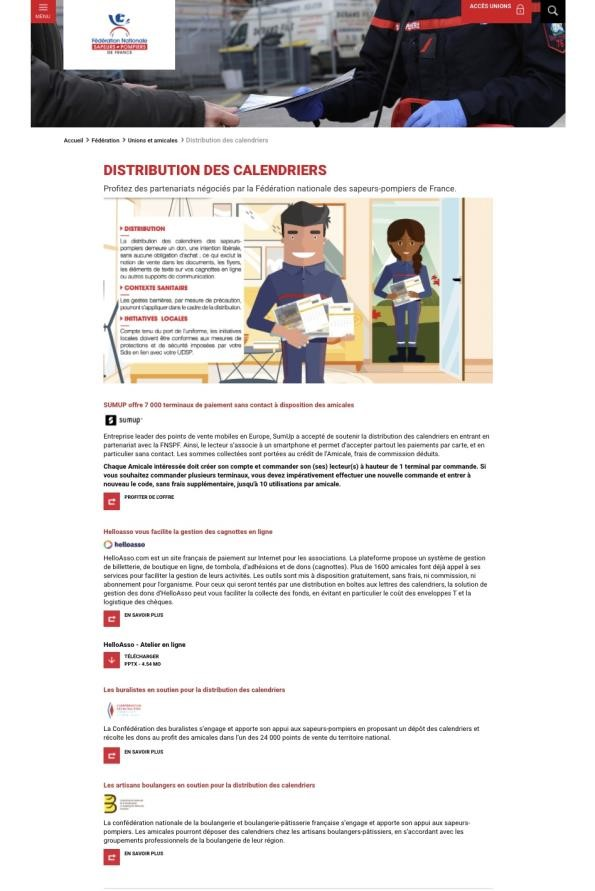 MENU
ACCÈS UNIONS
Fédération Nationale
SAPEURS-POMPIERS
DE FRANCE
Accueil > Fédération > Unions et amicales > Distribution des calendriers
DISTRIBUTION DES CALENDRIERS
Profitez des partenariats négociés par la Fédération nationale des sapeurs-pompiers de France.
DISTRIBUTION
La distribution des calendriers des sapeurs-
pompiers demeure un don, une intention libérale,
sans aucune obligation d'achat, ce qui exclut la
notion de vente dans les documents, les flyers,
les éléments de texte sur vos cagnottes en ligne
ou autres supports de communication.
CONTEXTE SANITAIRE
Les gestes barrières, par mesure de précaution,
pourront s'appliquer dans le cadre de la distribution.
INITIATIVES LOCALES
Compte tenu du port de l'uniforme, les initiatives
locales doivent être conformes aux mesures de
protections et de sécurité imposées par votre
Sdis en lien avec votre UDSP.
SUMUP offre 7 000 terminaux de paiement sans contact à disposition des amicales
sumup
Entreprise leader des points de vente mobiles en Europe, SumUp a accepté de soutenir la distribution des calendriers en entrant en
partenariat avec la FNSPF. Ainsi, le lecteur s'associe à un smartphone et permet d'accepter partout les paiements par carte, et en
particulier sans contact. Les sommes collectées sont portées au crédit de l'Amicale, frais de commission déduits.
Chaque Amicale intéressée doit créer son compte et commander son (ses) lecteur(s) à hauteur de 1 terminal par commande. Si
vous souhaitez commander plusieurs terminaux, vous devez impérativement effectuer une nouvelle commande et entrer à
nouveau le code, sans frais supplémentaire, jusqu'à 10 utilisations par amicale.
PROFITER DE L'OFFRE
Helloasso vous facilite la gestion des cagnottes en ligne
helloasso
HelloAsso.com est un site français de paiement sur Internet pour les associations. La plateforme propose un système de gestion
de billetterie, de boutique en ligne, de tombola, d'adhésions et de dons (cagnottes). Plus de 1600 amicales font déjà appel à ses
services pour faciliter la gestion de leurs activités. Les outils sont mis à disposition gratuitement, sans frais, ni commission, ni
abonnement pour l'organisme. Pour ceux qui seront tentés par une distribution en boîtes aux lettres des calendriers, la solution de
gestion des dons d'HelloAsso peut vous faciliter la collecte des fonds, en évitant en particulier le coût des enveloppes T et la
logistique des chèques.
EN SAVOIR PLUS
HelloAsso - Atelier en ligne
TÉLÉCHARGER
PPTX - 4.54 MO
Les buralistes en soutien pour la distribution des calendriers
La Confédération des buralistes s'engage et apporte son appui aux sapeurs-pompiers en proposant un dépôt des calendriers et
récolte les dons au profit des amicales dans l'un des 24 000 points de vente du territoire national.
EN SAVOIR PLUS
Les artisans boulangers en soutien pour la distribution des calendriers
La confédération nationale de la boulangerie et boulangerie-pâtisserie française s'engage et apporte son appui aux sapeurs-
pompiers. Les amicales pourront déposer des calendriers chez les artisans boulangers-pâtissiers, en s'accordant avec les
groupements professionnels de la boulangerie de leur région.
EN SAVOIR PLUS